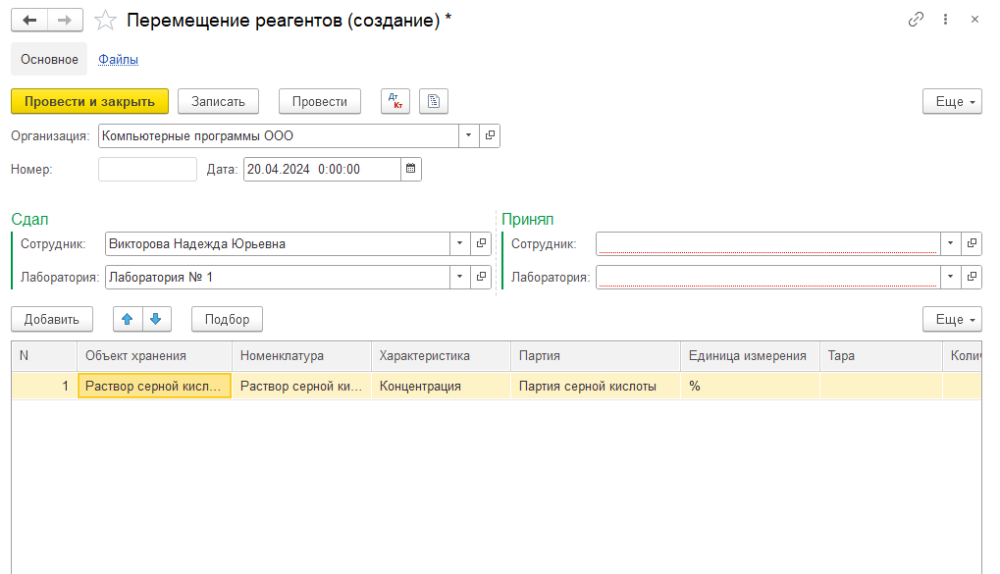 Перемещение реагентов (создание) *
Основное Файлы
Провести и закрыть Записать Провести Дт Кт Еще
Организация: Компьютерные программы ООО
Номер: Дата: 20.04.2024 0:00:00
Сдал Принял
Сотрудник: Викторова Надежда Юрьевна Сотрудник:
Лаборатория: Лаборатория № 1 Лаборатория:
Добавить Подбор Еще
N Объект хранения Номенклатура Характеристика Партия Единица измерения Тара Колич
1 Раствор серной кисл... Раствор серной ки... Концентрация Партия серной кислоты %